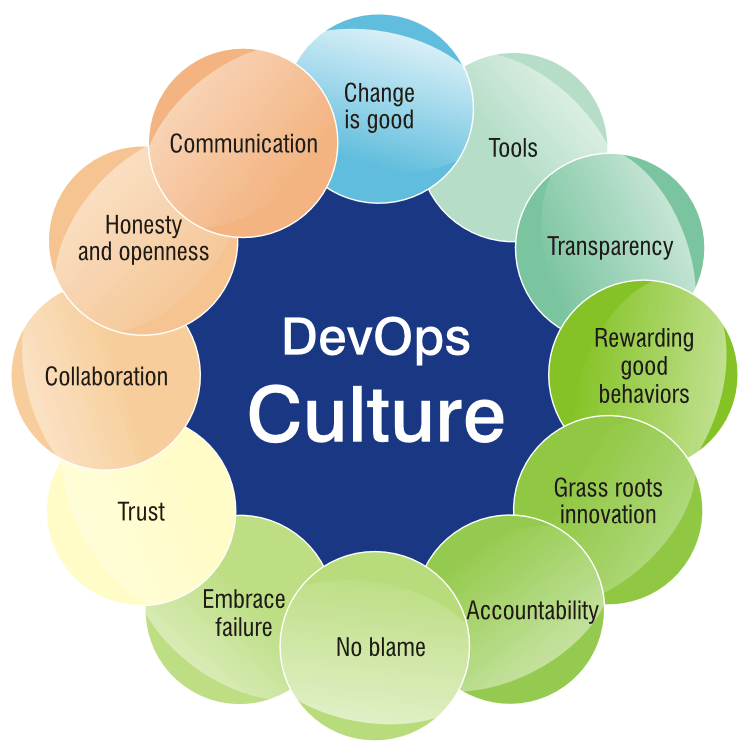 Change
is good
Tools
Transparency
Rewarding
good
behaviors
Grass roots
innovation
Accountability
No blame
Embrace
failure
Trust
Collaboration
Honesty
and openness
Communication
DevOps
Culture